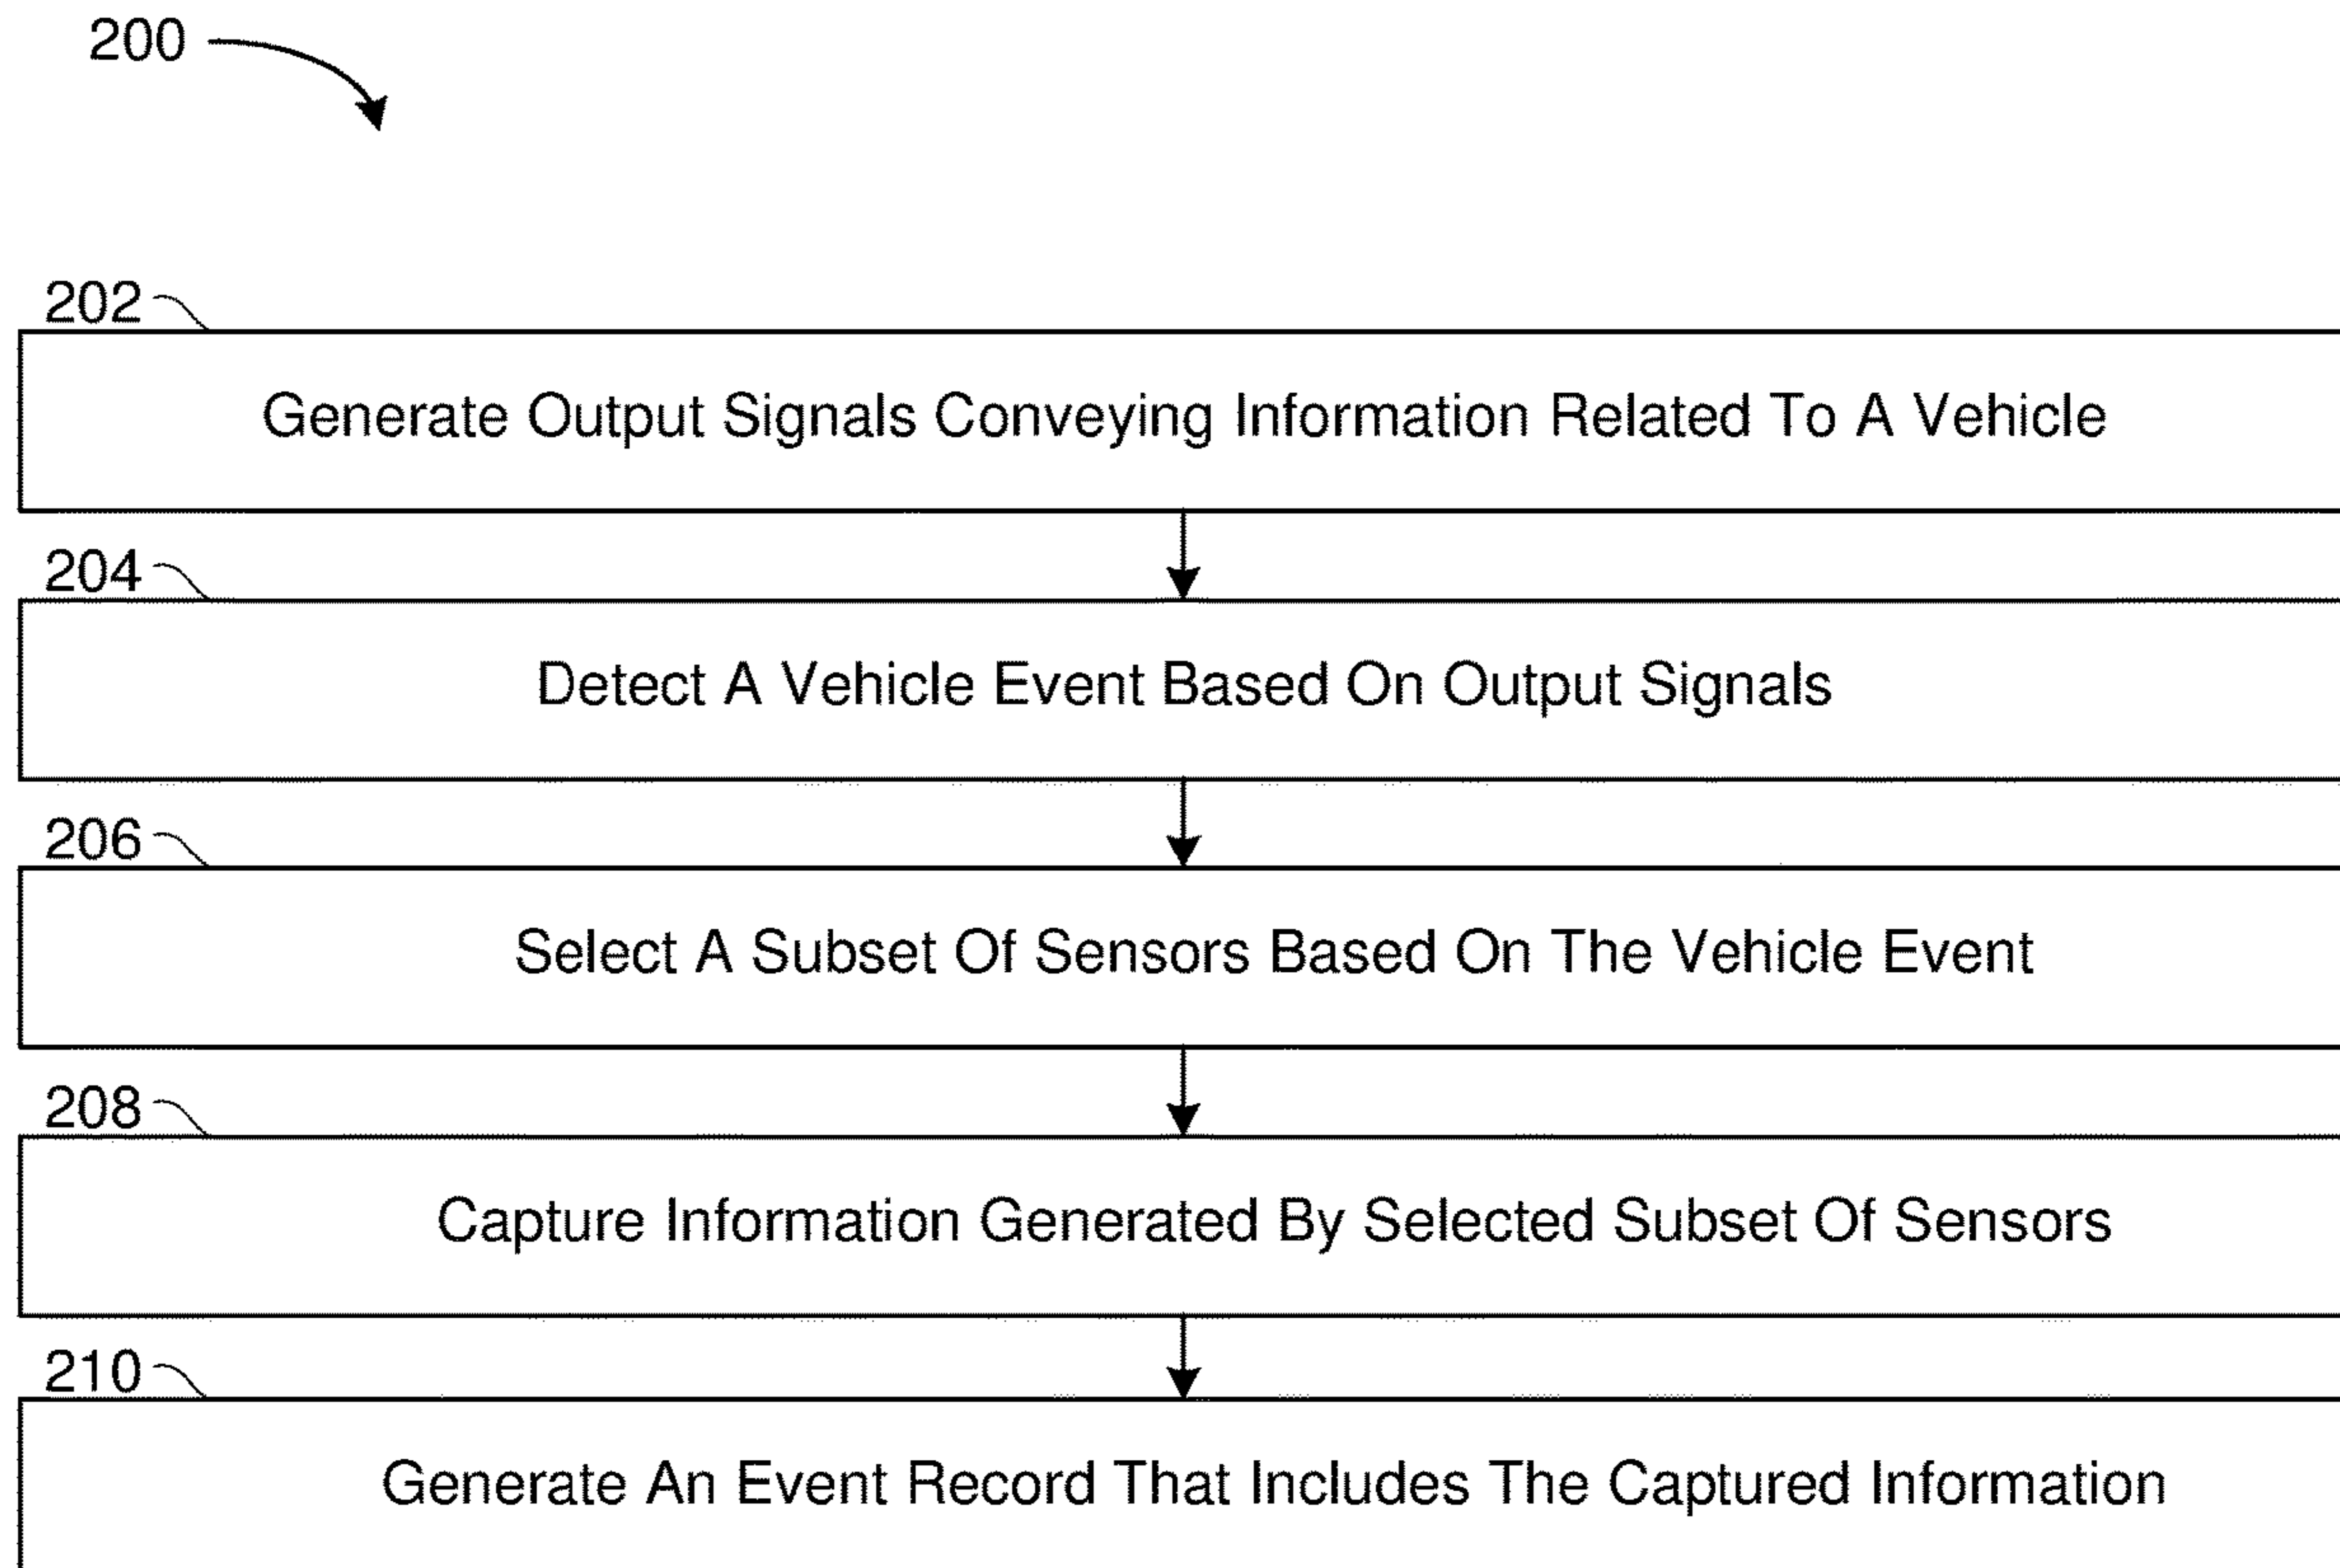 200
202
Generate Output Signals Conveying Information Related To A Vehicle
204
Detect A Vehicle Event Based On Output Signals
206
Select A Subset Of Sensors Based On The Vehicle Event
208
Capture Information Generated By Selected Subset Of Sensors
210
Generate An Event Record That Includes The Captured Information